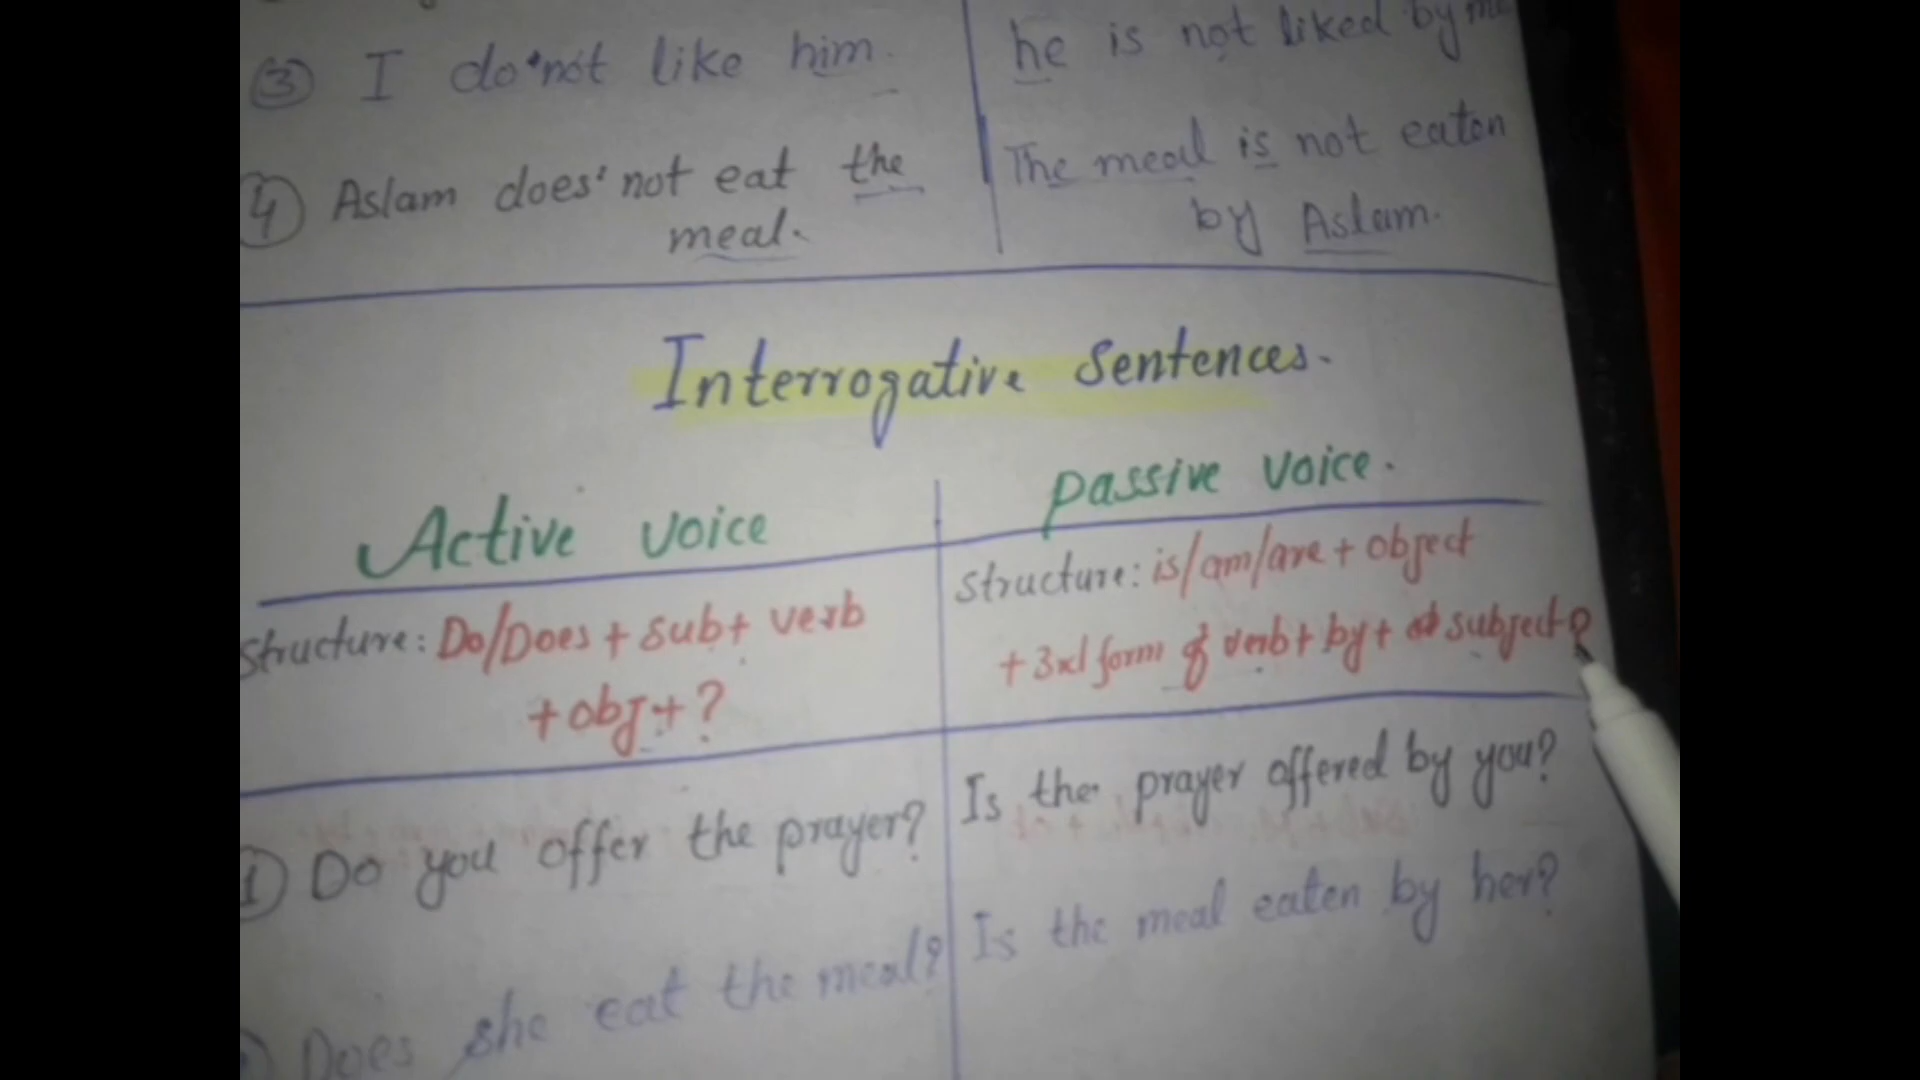 ③ I do not like him.
he is not liked by me
④ Aslam does not eat the
meal.
The meal is not eaten
by Aslam.
Interrogative Sentences.
Active voice
passive voice.
structure: Do/Does + sub + verb
+ obj + ?
structure: is/am/are + object
+ 3rd form of verb + by + subject ?
① Do you offer the prayer?
Is the prayer offered by you?
Does she eat the meal?
Is the meal eaten by her?